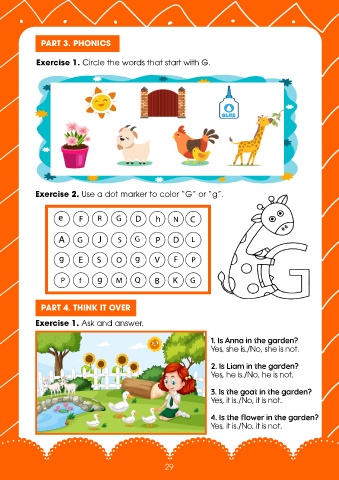 PART 3. PHONICS
Exercise 1. Circle the words that start with G.
GLUE
Exercise 2. Use a dot marker to color "G" or "g".
e F R G D h N C
A G J S G P D L
g E S O g V F P
P f g M Q B K G
G
PART 4. THINK IT OVER
Exercise 1. Ask and answer.
1. Is Anna in the garden?
Yes, she is./No, she is not.
2. Is Liam in the garden?
Yes, he is./No, he is not.
3. Is the goat in the garden?
Yes, it is./No, it is not.
4. Is the flower in the garden?
Yes, it is./No, it is not.
29